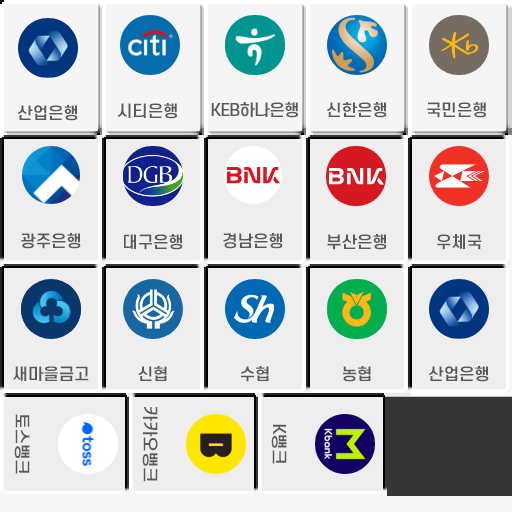 citi
Kb
산업은행
시티은행
KEB하나은행
신한은행
국민은행
DGB
BNK
BNK
광주은행
대구은행
경남은행
부산은행
우체국
Sh
새마을금고
신협
수협
농협
산업은행
토스뱅크
toss
카카오뱅크
B
K뱅크
M
Kbank